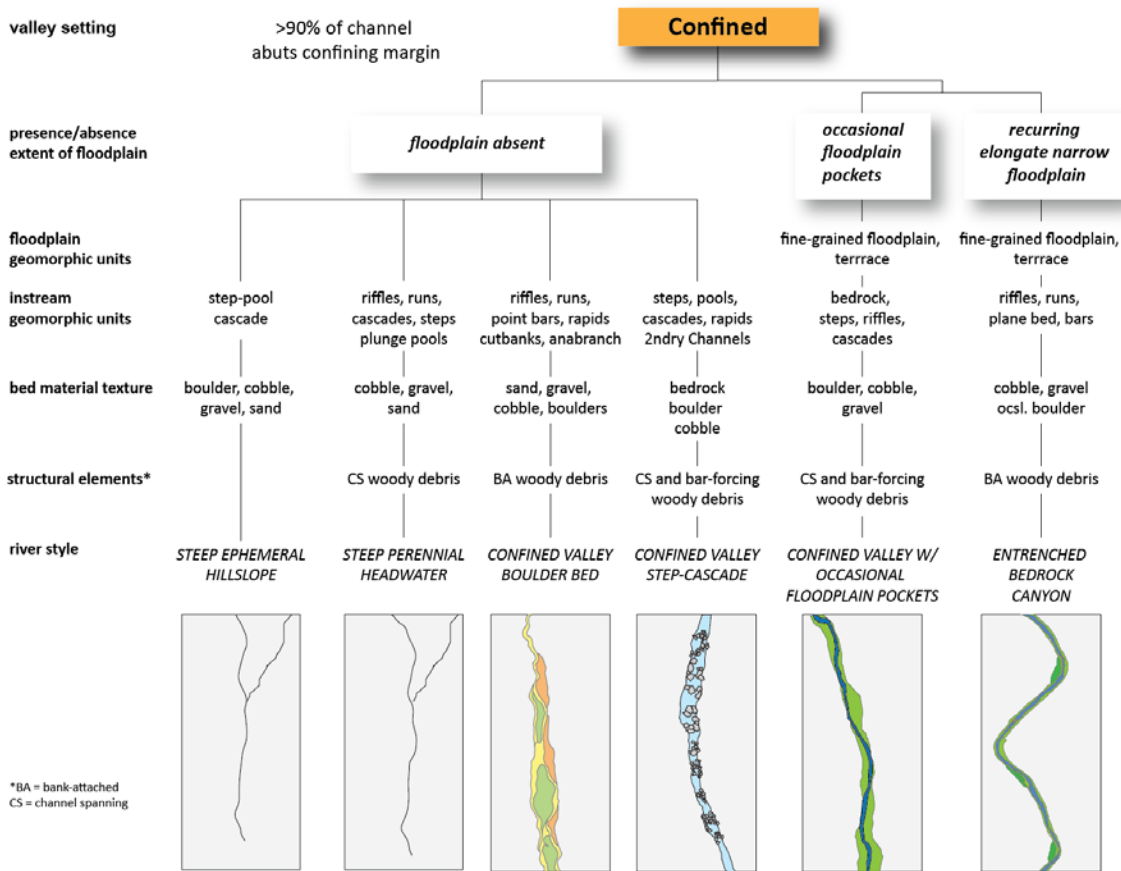 valley setting
>90% of channel
abuts confining margin
Confined
presence/absence
extent of floodplain
floodplain absent
occasional
floodplain
pockets
recurring
elongate narrow
floodplain
floodplain
geomorphic units
fine-grained floodplain,
terrrace
fine-grained floodplain,
terrrace
instream
geomorphic units
step-pool
cascade
riffles, runs,
cascades, steps
plunge pools
riffles, runs,
point bars, rapids
cutbanks, anabranch
steps, pools,
cascades, rapids
2ndry Channels
bedrock,
steps, riffles,
cascades
riffles, runs,
plane bed, bars
bed material texture
boulder, cobble,
gravel, sand
cobble, gravel,
sand
sand, gravel,
cobble, boulders
bedrock
boulder
cobble
boulder, cobble,
gravel
cobble, gravel
ocsl. boulder
structural elements*
CS woody debris
BA woody debris
CS and bar-forcing
woody debris
CS and bar-forcing
woody debris
BA woody debris
river style
STEEP EPHEMERAL
HILLSLOPE
STEEP PERENNIAL
HEADWATER
CONFINED VALLEY
BOULDER BED
CONFINED VALLEY
STEP-CASCADE
CONFINED VALLEY W/
OCCASIONAL
FLOODPLAIN POCKETS
ENTRENCHED
BEDROCK
CANYON
*BA = bank-attached
CS = channel spanning